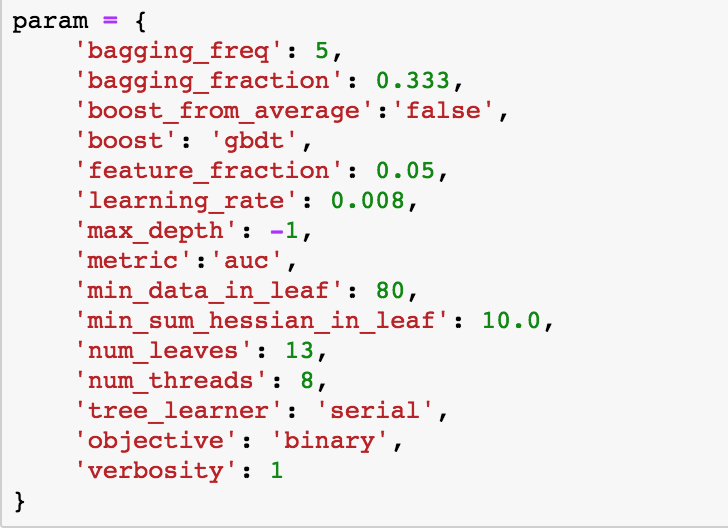 param = {
    'bagging_freq': 5,
    'bagging_fraction': 0.333,
    'boost_from_average':'false',
    'boost': 'gbdt',
    'feature_fraction': 0.05,
    'learning_rate': 0.008,
    'max_depth': -1,
    'metric':'auc',
    'min_data_in_leaf': 80,
    'min_sum_hessian_in_leaf': 10.0,
    'num_leaves': 13,
    'num_threads': 8,
    'tree_learner': 'serial',
    'objective': 'binary',
    'verbosity': 1
}